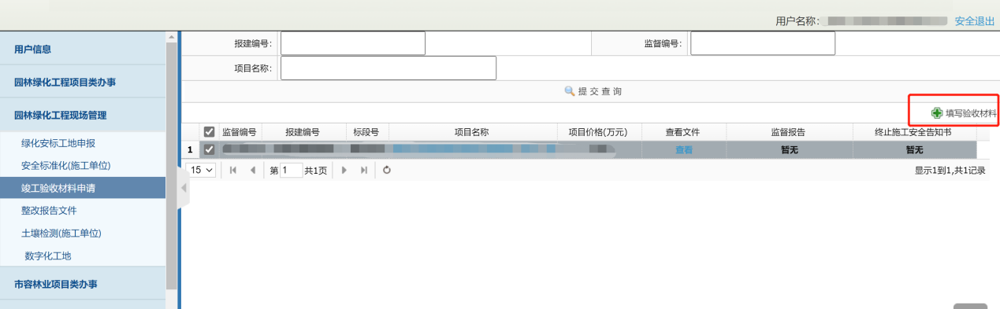 用户名称: 安全退出
用户信息
园林绿化工程项目类办事
园林绿化工程现场管理
绿化安标工地申报
安全标准化(施工单位)
竣工验收材料申请
整改报告文件
土壤检测(施工单位)
数字化工地
市容林业项目类办事
报建编号: 监督编号:
项目名称:
提交查询
填写验收材料
监督编号 报建编号 标段号 项目名称 项目价格(万元) 查看文件 监督报告 终止施工安全告知书
1 查看 暂无 暂无
15 第 1 共1页 显示1到1,共1记录